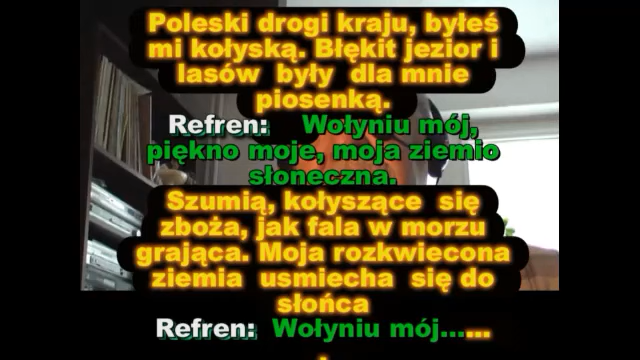 Poleski drogi kraju, byłeś
mi kołyską. Błękit jezior i
lasów były dla mnie
piosenką.
Refren: Wołyniu mój,
piękno moje, moja ziemio
słoneczna.
Szumią, kołyszące się
zboża, jak fala w morzu
grająca. Moja rozkwiecona
ziemia usmiecha się do
słońca
Refren: Wołyniu mój......
.